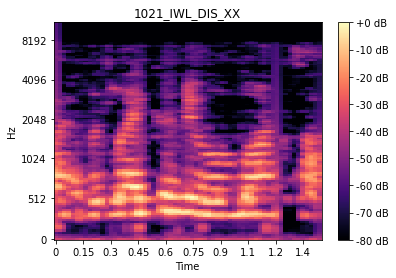 1021_IWL_DIS_XX
8192
4096
2048
1024
512
0
Hz
0 0.15 0.3 0.45 0.6 0.75 0.9 1.1 1.2 1.4
Time
+0 dB
-10 dB
-20 dB
-30 dB
-40 dB
-50 dB
-60 dB
-70 dB
-80 dB